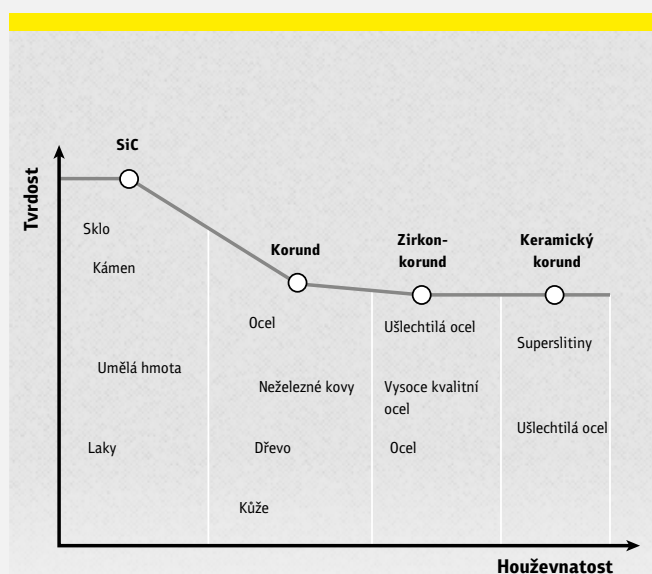 SiC
Tvrdost
Sklo
Kámen
Umělá hmota
Laky
Korund
Ocel
Neželezné kovy
Dřevo
Kůže
Zirkon-
korund
Ušlechtilá ocel
Vysoce kvalitní
ocel
Ocel
Keramický
korund
Superslitiny
Ušlechtilá ocel
Houževnatost